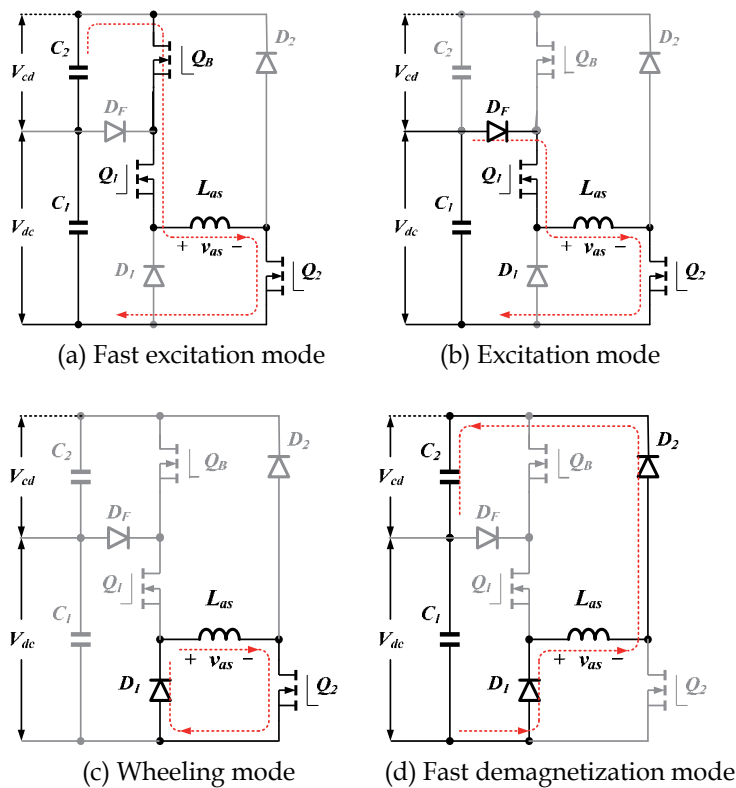 C2
QB
D2
Vcd
DF
Q1
Las
C1
Vdc
+ vas −
D1
Q2
(a) Fast excitation mode
C2
QB
D2
Vcd
DF
Q1
Las
C1
Vdc
+ vas −
D1
Q2
(b) Excitation mode
C2
QB
D2
Vcd
DF
Q1
Las
C1
Vdc
+ vas −
D1
Q2
(c) Wheeling mode
C2
QB
D2
Vcd
DF
Q1
Las
C1
Vdc
+ vas −
D1
Q2
(d) Fast demagnetization mode